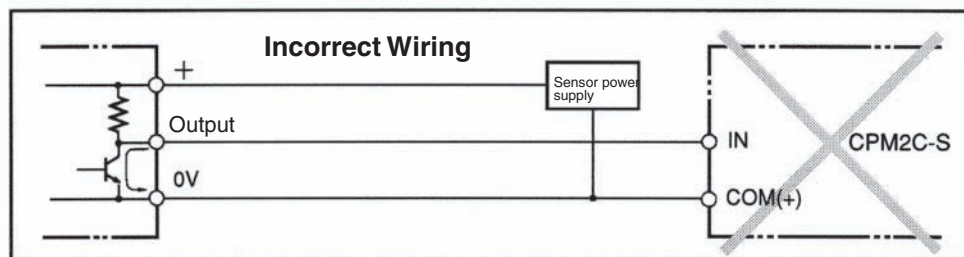 Incorrect Wiring
+
Sensor power
supply
Output
IN
CPM2C-S
0V
COM(+)